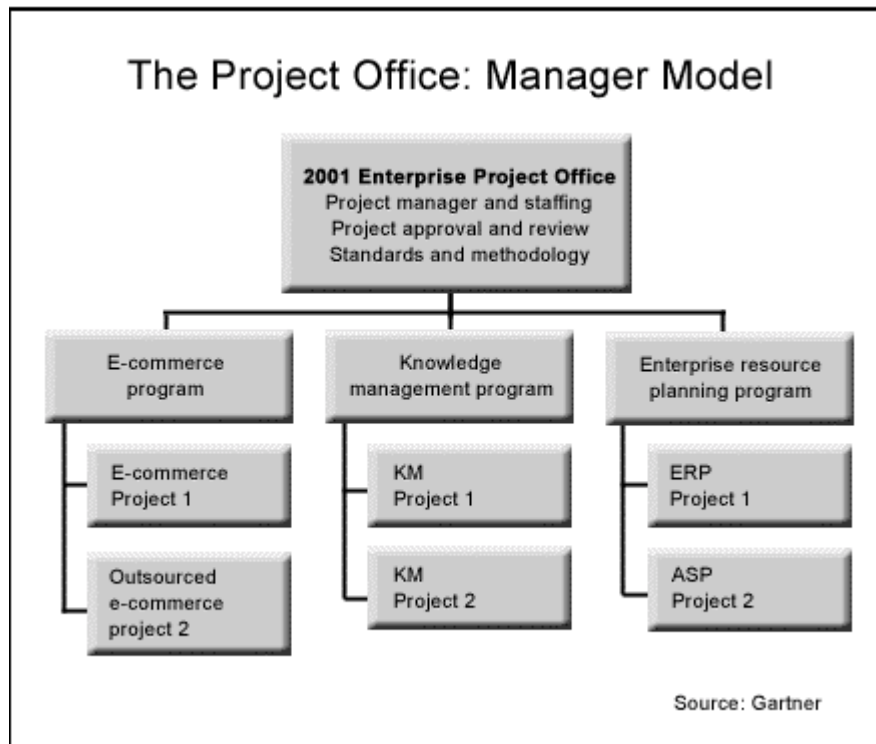 The Project Office: Manager Model
2001 Enterprise Project Office
Project manager and staffing
Project approval and review
Standards and methodology
E-commerce
program
Knowledge
management program
Enterprise resource
planning program
E-commerce
Project 1
KM
Project 1
ERP
Project 1
Outsourced
e-commerce
project 2
KM
Project 2
ASP
Project 2
Source: Gartner